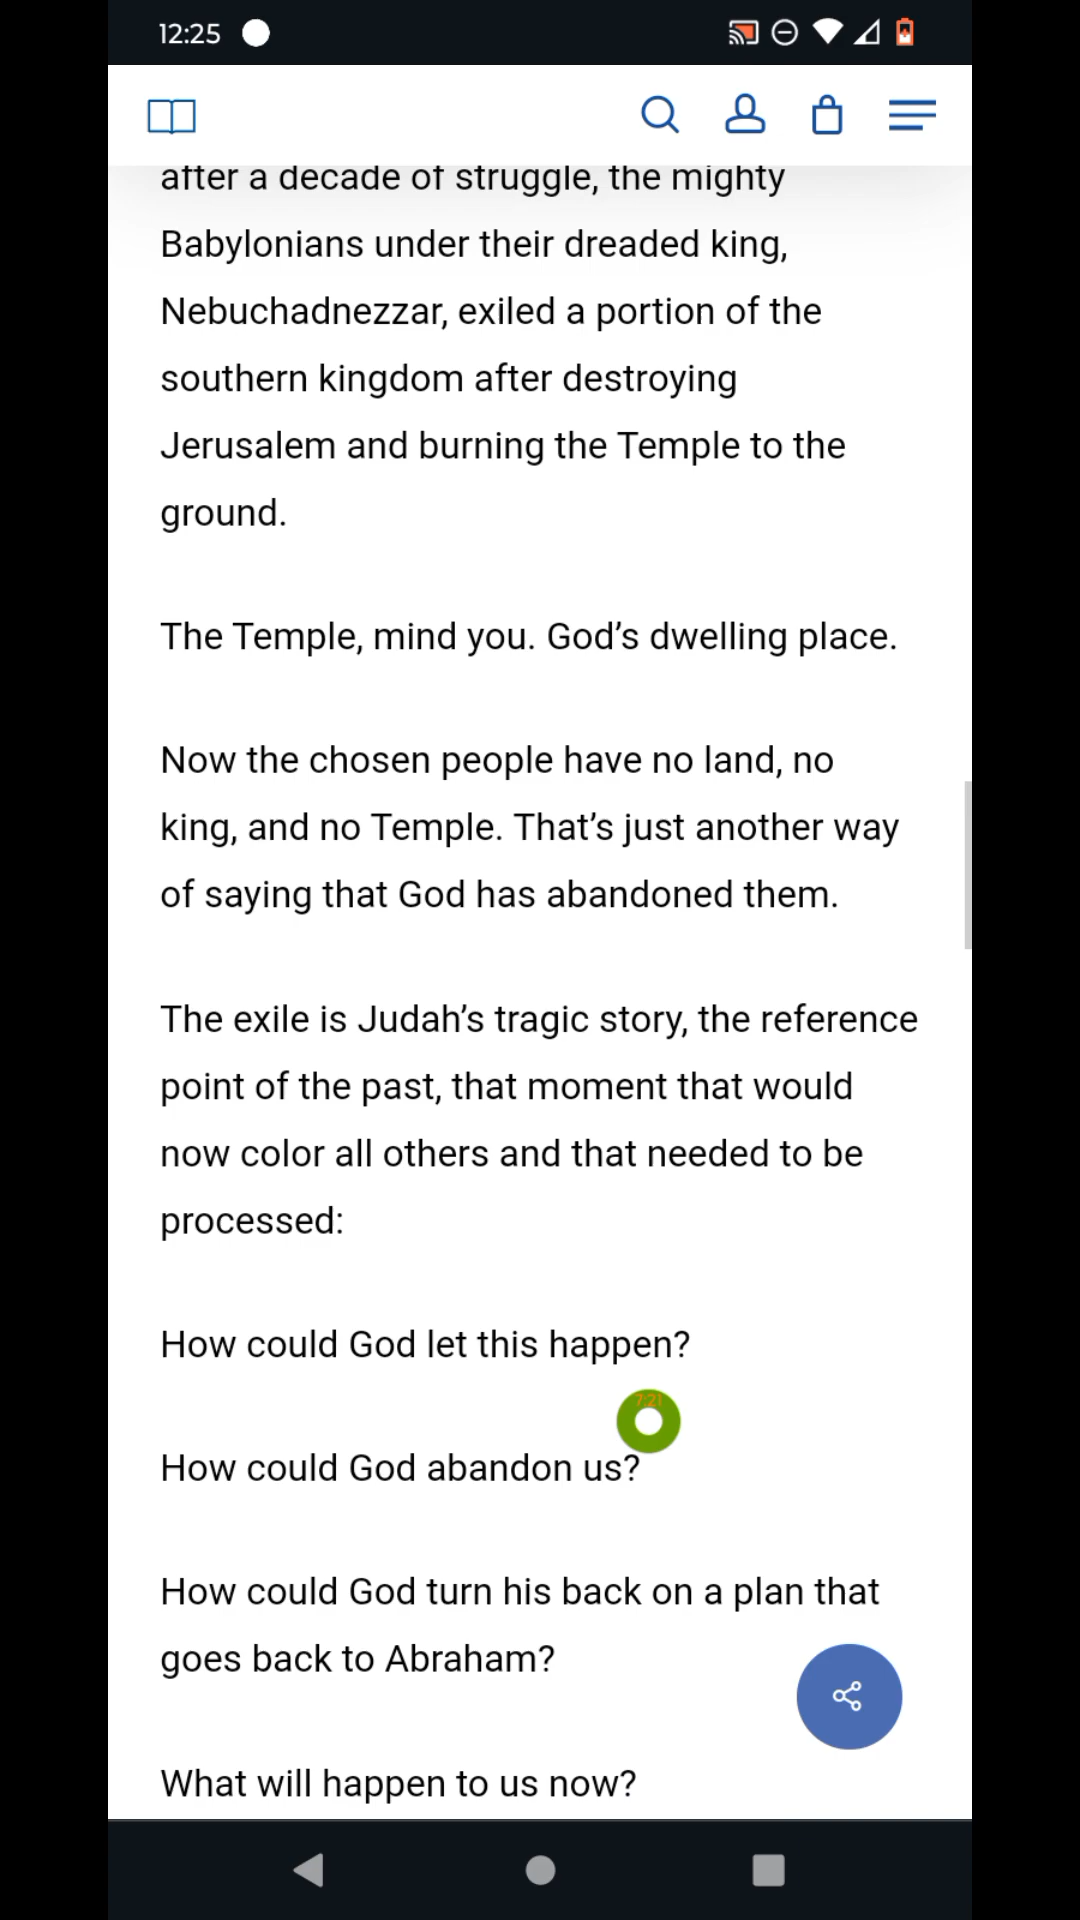 12:25
after a decade of struggle, the mighty
Babylonians under their dreaded king,
Nebuchadnezzar, exiled a portion of the
southern kingdom after destroying
Jerusalem and burning the Temple to the
ground.
The Temple, mind you. God’s dwelling place.
Now the chosen people have no land, no
king, and no Temple. That’s just another way
of saying that God has abandoned them.
The exile is Judah’s tragic story, the reference
point of the past, that moment that would
now color all others and that needed to be
processed:
How could God let this happen?
7:21
How could God abandon us?
How could God turn his back on a plan that
goes back to Abraham?
What will happen to us now?